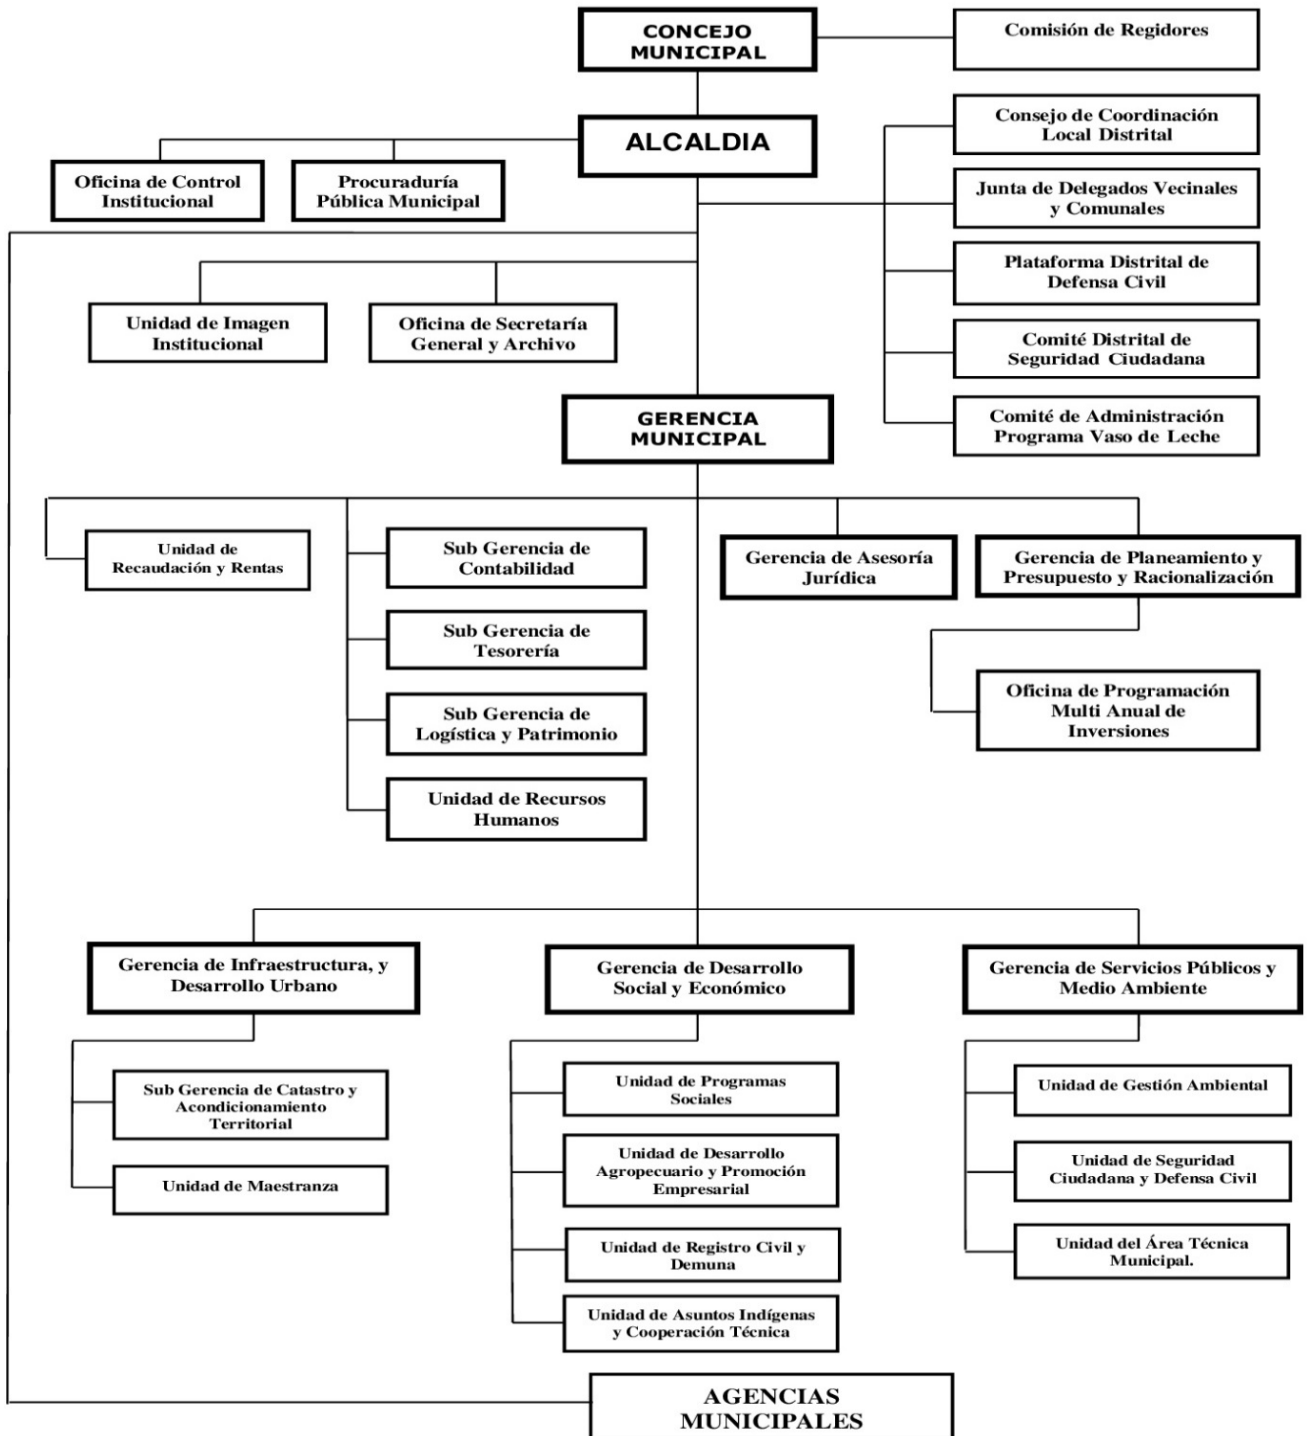 CONCEJO
MUNICIPAL
Comisión de Regidores
ALCALDIA
Consejo de Coordinación
Local Distrital
Oficina de Control
Institucional
Procuraduría
Pública Municipal
Junta de Delegados Vecinales
y Comunales
Plataforma Distrital de
Defensa Civil
Unidad de Imagen
Institucional
Oficina de Secretaría
General y Archivo
Comité Distrital de
Seguridad Ciudadana
Comité de Administración
Programa Vaso de Leche
GERENCIA
MUNICIPAL
Unidad de
Recaudación y Rentas
Sub Gerencia de
Contabilidad
Gerencia de Asesoría
Jurídica
Gerencia de Planeamiento y
Presupuesto y Racionalización
Sub Gerencia de
Tesorería
Sub Gerencia de
Logística y Patrimonio
Oficina de Programación
Multi Anual de
Inversiones
Unidad de Recursos
Humanos
Gerencia de Infraestructura, y
Desarrollo Urbano
Gerencia de Desarrollo
Social y Económico
Gerencia de Servicios Públicos y
Medio Ambiente
Sub Gerencia de Catastro y
Acondicionamiento
Territorial
Unidad de Maestranza
Unidad de Programas
Sociales
Unidad de Desarrollo
Agropecuario y Promoción
Empresarial
Unidad de Registro Civil y
Demuna
Unidad de Asuntos Indígenas
y Cooperación Técnica
Unidad de Gestión Ambiental
Unidad de Seguridad
Ciudadana y Defensa Civil
Unidad del Área Técnica
Municipal.
AGENCIAS
MUNICIPALES